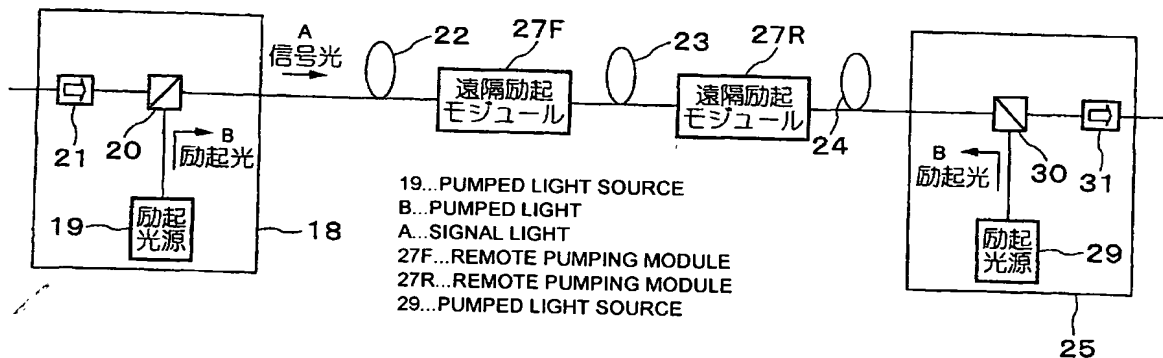 A
信号光
22
27F
遠隔励起
モジュール
23
27R
遠隔励起
モジュール
24
21
20
B
励起光
19
励起
光源
18
B
励起光
30
31
励起
光源
29
25
19...PUMPED LIGHT SOURCE
B...PUMPED LIGHT
A...SIGNAL LIGHT
27F...REMOTE PUMPING MODULE
27R...REMOTE PUMPING MODULE
29...PUMPED LIGHT SOURCE